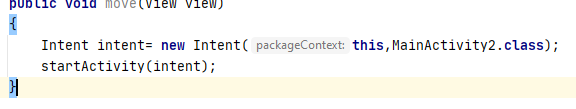 public void move(View view)
{
Intent intent= new Intent( packageContext: this,MainActivity2.class);
startActivity(intent);
}